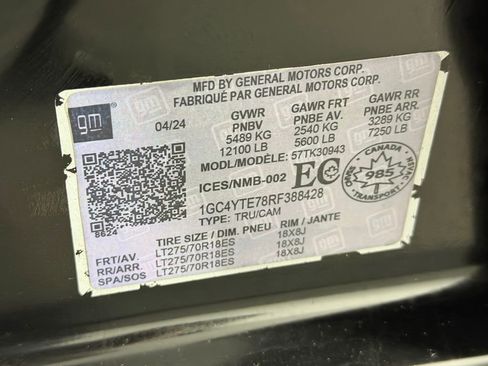 MFD BY GENERAL MOTORS CORP.
FABRIQUÉ PAR GENERAL MOTORS CORP.
gm
04/24
GVWR GAWR FRT GAWR RR
PNBV PNBE AV. PNBE ARR.
5489 KG 2540 KG 3289 KG
12100 LB 5600 LB 7250 LB
MODL/MODÈLE: 57TK30943
ICES/NMB-002 EC
CANADA
985
1GC4YTE78RF388428
TYPE: TRU/CAM
8624
TIRE SIZE / DIM. PNEU RIM / JANTE
FRT/AV. LT275/70R18ES 18X8J
RR/ARR. LT275/70R18ES 18X8J
SPA/SOS LT275/70R18ES 18X8J